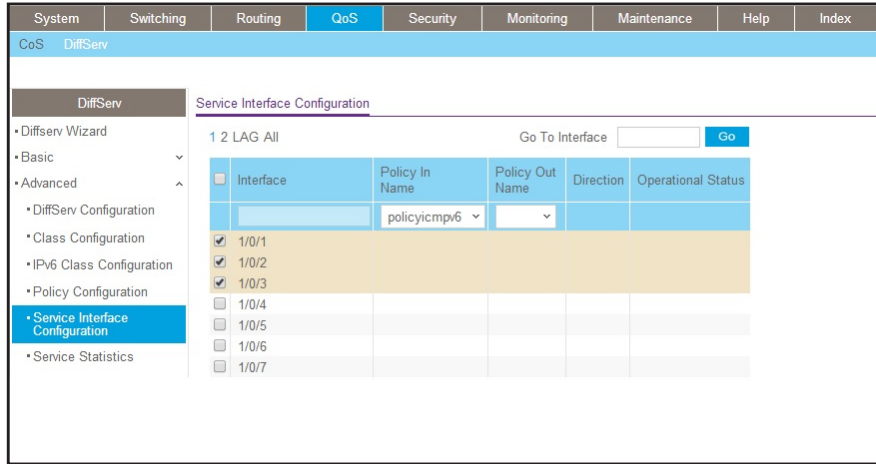 System Switching Routing QoS Security Monitoring Maintenance Help Index
CoS DiffServ
DiffServ
Diffserv Wizard
Basic
Advanced
DiffServ Configuration
Class Configuration
IPv6 Class Configuration
Policy Configuration
Service Interface
Configuration
Service Statistics
Service Interface Configuration
1 2 LAG All Go To Interface Go
Interface Policy In Name Policy Out Name Direction Operational Status
policyicmpv6
1/0/1
1/0/2
1/0/3
1/0/4
1/0/5
1/0/6
1/0/7